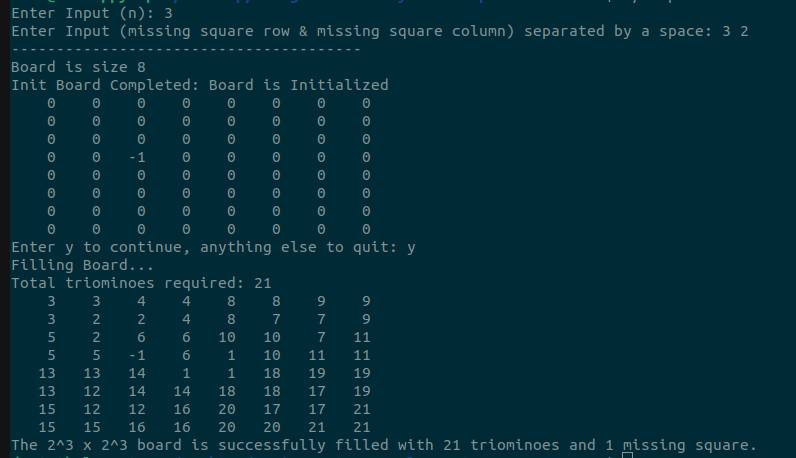 Enter Input (n): 3
Enter Input (missing square row & missing square column) separated by a space: 3 2
---------------------------------------
Board is size 8
Init Board Completed: Board is Initialized
0 0 0 0 0 0 0 0
0 0 0 0 0 0 0 0
0 0 0 0 0 0 0 0
0 0 -1 0 0 0 0 0
0 0 0 0 0 0 0 0
0 0 0 0 0 0 0 0
0 0 0 0 0 0 0 0
0 0 0 0 0 0 0 0
Enter y to continue, anything else to quit: y
Filling Board...
Total triominoes required: 21
3 3 4 4 8 8 9 9
3 2 2 4 8 7 7 9
5 2 6 6 10 10 7 11
5 5 -1 6 1 10 11 11
13 13 14 1 1 18 19 19
13 12 14 14 18 18 17 19
15 12 12 16 20 17 17 21
15 15 16 16 20 20 21 21
The 2^3 x 2^3 board is successfully filled with 21 triominoes and 1 missing square.